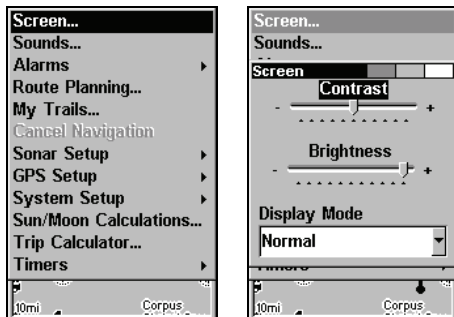 Screen...
Sounds...
Alarms
Route Planning...
My Trails...
Cancel Navigation
Sonar Setup
GPS Setup
System Setup
Sun/Moon Calculations...
Trip Calculator...
Timers
10mi
Corpus
Screen...
Sounds...
Screen
Contrast
- +
Brightness
- +
Display Mode
Normal
Timers
10mi
Corpus